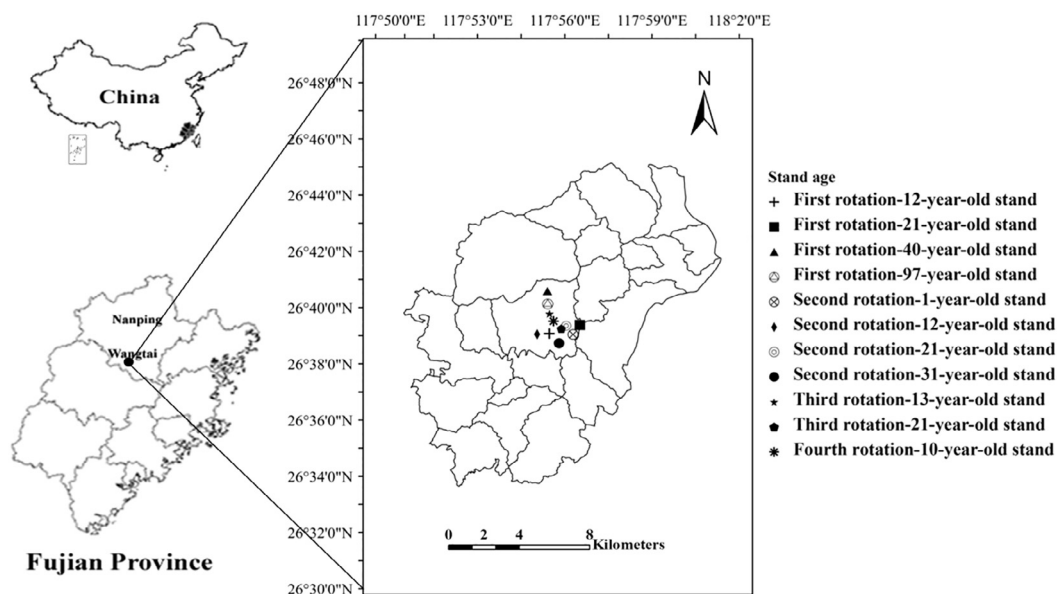 117°50'0"E 117°53'0"E 117°56'0"E 117°59'0"E 118°2'0"E
China
N
26°48'0"N
26°46'0"N
26°44'0"N
26°42'0"N
26°40'0"N
26°38'0"N
26°36'0"N
26°34'0"N
26°32'0"N
26°30'0"N
Nanping
Wangtai
Fujian Province
0 2 4 8
Kilometers
Stand age
First rotation-12-year-old stand
First rotation-21-year-old stand
First rotation-40-year-old stand
First rotation-97-year-old stand
Second rotation-1-year-old stand
Second rotation-12-year-old stand
Second rotation-21-year-old stand
Second rotation-31-year-old stand
Third rotation-13-year-old stand
Third rotation-21-year-old stand
Fourth rotation-10-year-old stand